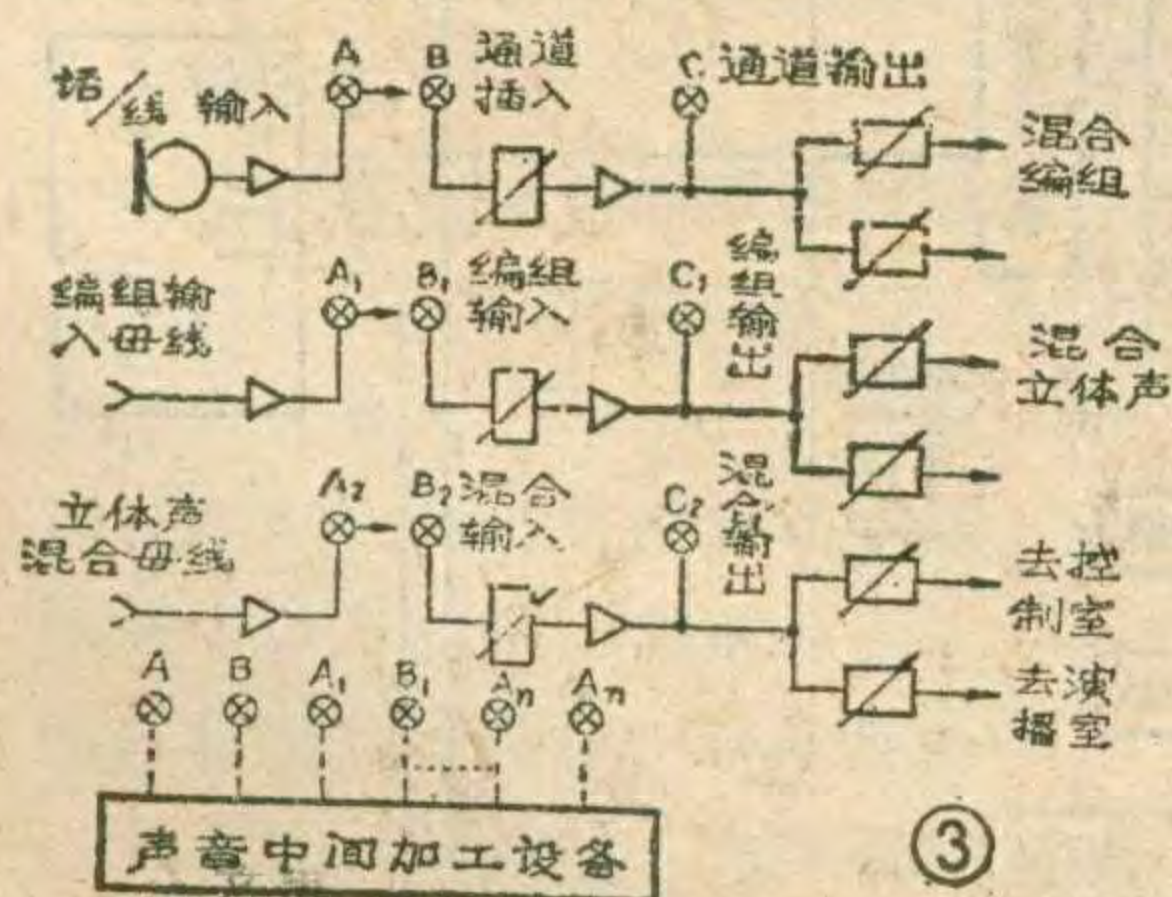 A
B
通道
插入
C
通道输出
话/线 输入
混合
编组
编组输
入母线
A₁
B₁
编组
输入
C₁
编组输出
混合
立体声
立体声
混合母线
A₂
B₂
混合
输入
C₂
混合输出
去控
制室
去演
播室
A
B
A₁
B₁
Aₙ
Aₙ
声音中间加工设备
③